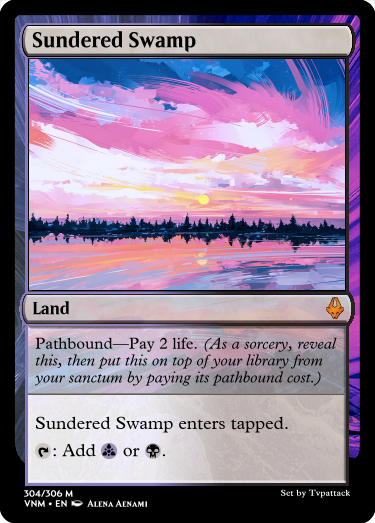 Sundered Swamp
Land
Pathbound—Pay 2 life. (As a sorcery, reveal
this, then put this on top of your library from
your sanctum by paying its pathbound cost.)
Sundered Swamp enters tapped.
: Add or .
304/306 M
Set by Tvpattack
VNM • EN Alena Aenami